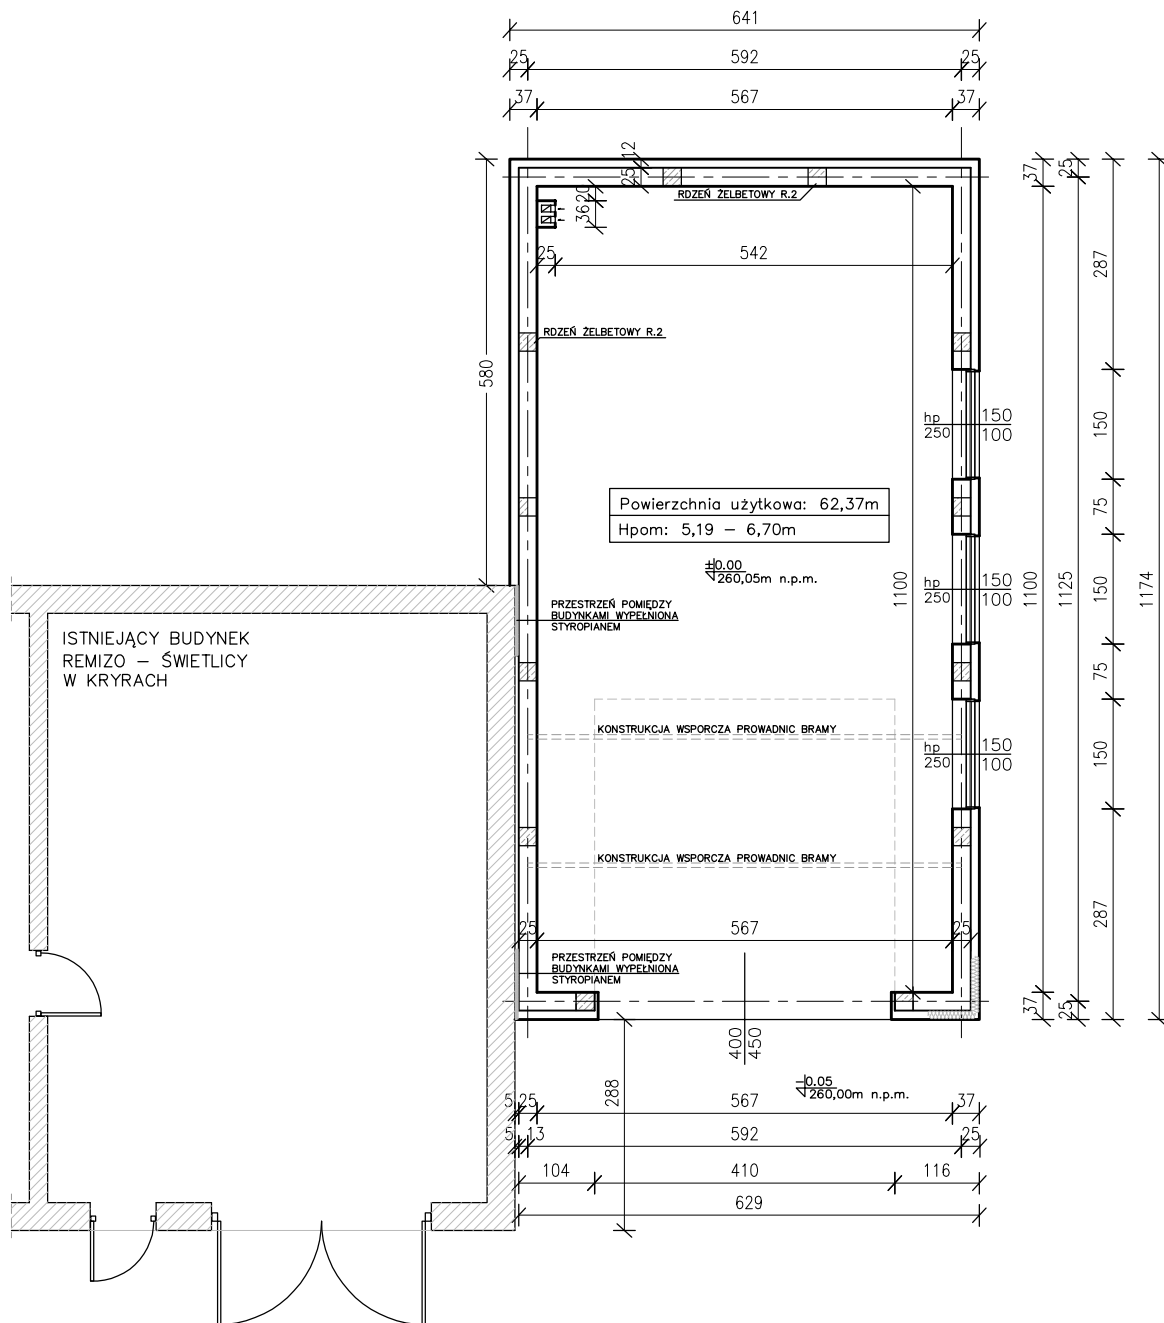 641
25 592 25
37 567 37
12
25
RDZEŃ ŻELBETOWY R.2
20
36
25 542
37
25
287
RDZEŃ ŻELBETOWY R.2
580
hp 150
250 100
150
Powierzchnia użytkowa: 62,37m
Hpom: 5,19 – 6,70m
75
±0.00
260,05m n.p.m.
hp 150
250 100
1100
1100
1125
150
1174
PRZESTRZEŃ POMIĘDZY
BUDYNKAMI WYPEŁNIONA
STYROPIANEM
ISTNIEJĄCY BUDYNEK
REMIZO – ŚWIETLICY
W KRYRACH
75
KONSTRUKCJA WSPORCZA PROWADNIC BRAMY
hp 150
250 100
150
KONSTRUKCJA WSPORCZA PROWADNIC BRAMY
25 567 25
287
PRZESTRZEŃ POMIĘDZY
BUDYNKAMI WYPEŁNIONA
STYROPIANEM
37
25
400
450
288
-0.05
260,00m n.p.m.
5 25 567 37
5 13 592 25
104 410 116
629